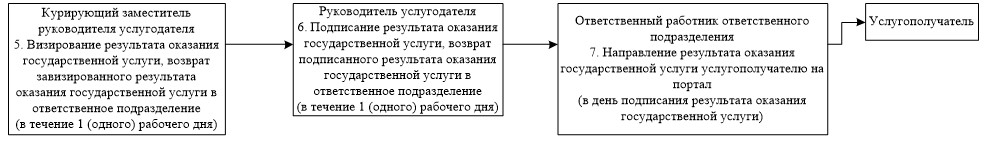 Курирующий заместитель
руководителя услугодателя
5. Визирование результата оказания
государственной услуги, возврат
завизированного результата
оказания государственной услуги в
ответственное подразделение
(в течение 1 (одного) рабочего дня)
Руководитель услугодателя
6. Подписание результата оказания
государственной услуги, возврат
подписанного результата оказания
государственной услуги в
ответственное подразделение
(в течение 1 (одного) рабочего дня)
Ответственный работник ответственного
подразделения
7. Направление результата оказания
государственной услуги услугополучателю на
портал
(в день подписания результата оказания
государственной услуги)
Услугополучатель